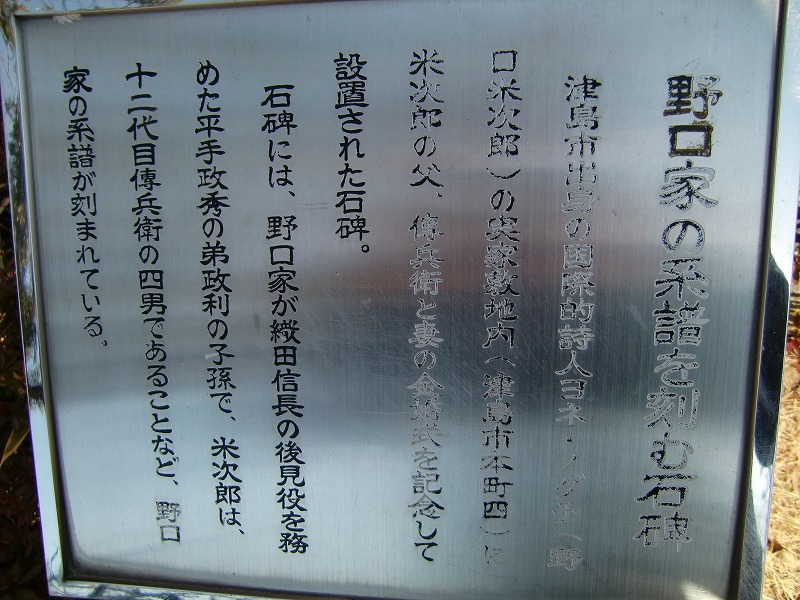 野口家の系譜を刻む石碑
津島市出身の国際的詩人ヨネ・ノグチ(野
口米次郎)の実家敷地内(津島市本町四)に
米次郎の父、傳兵衛と妻の金婚式を記念して
設置された石碑。
石碑には、野口家が織田信長の後見役を務
めた平手政秀の弟政利の子孫で、米次郎は、
十二代目傳兵衛の四男であることなど、野口
家の系譜が刻まれている。